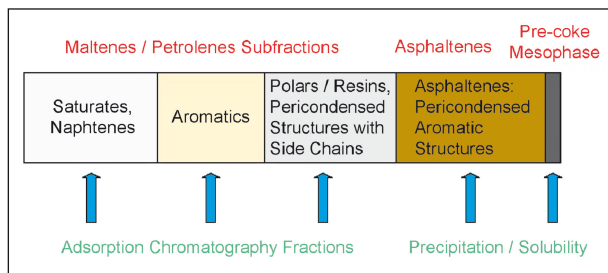 Maltenes / Petrolenes Subfractions
Asphaltenes
Pre-coke
Mesophase
Saturates,
Naphtenes
Aromatics
Polars / Resins,
Pericondensed
Structures with
Side Chains
Asphaltenes:
Pericondensed
Aromatic
Structures
Adsorption Chromatography Fractions
Precipitation / Solubility